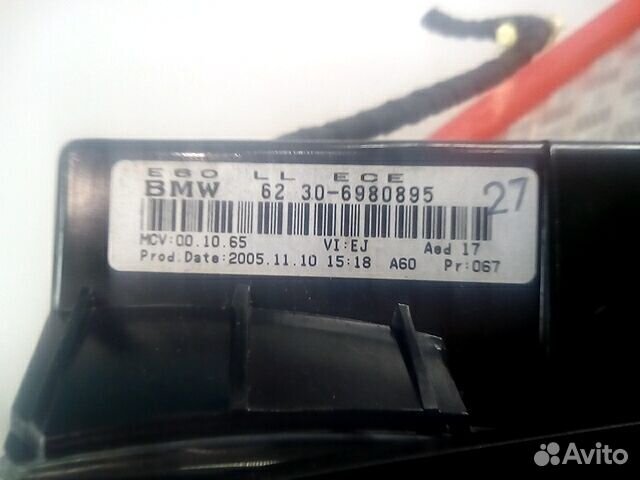 E60 LL ECE
BMW 62 30-6980895
27
MCV:00.10.65 VI:EJ Aed 17
Prod.Date:2005.11.10 15:18 A60 Pr:067
Avito